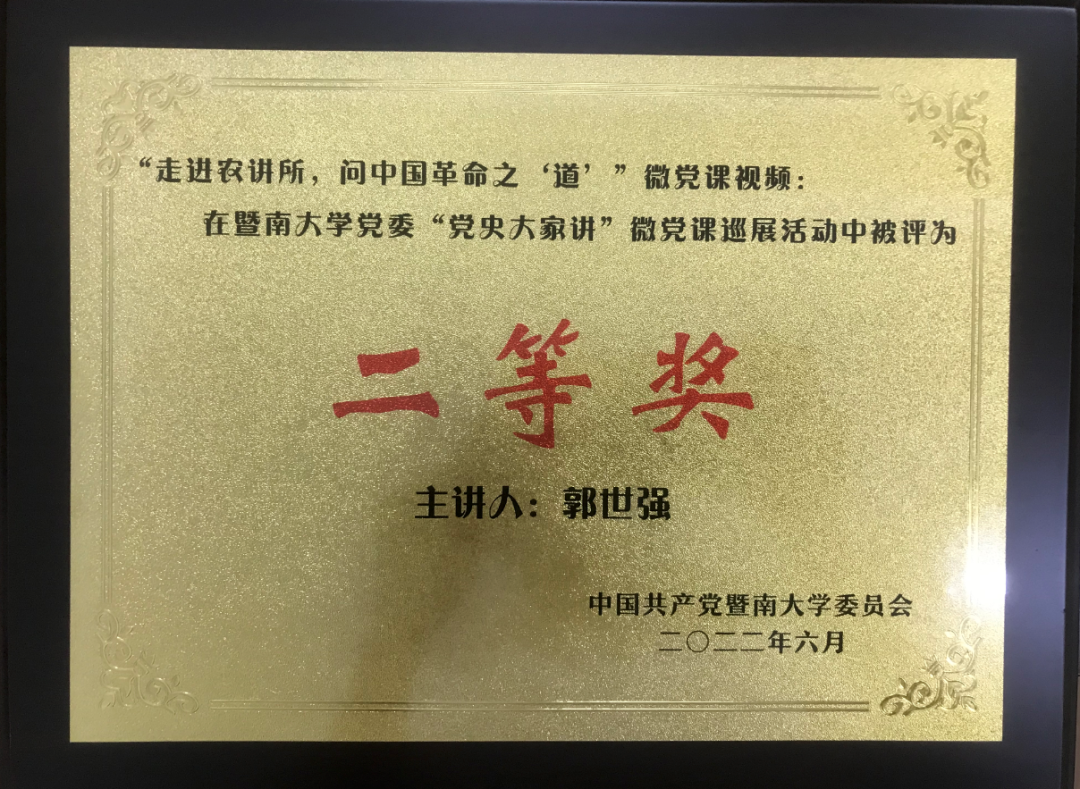 “走进农讲所，问中国革命之‘道’”微党课视频：
在暨南大学党委“党史大家讲”微党课巡展活动中被评为
二等奖
主讲人：郭世强
中国共产党暨南大学委员会
二〇二二年六月